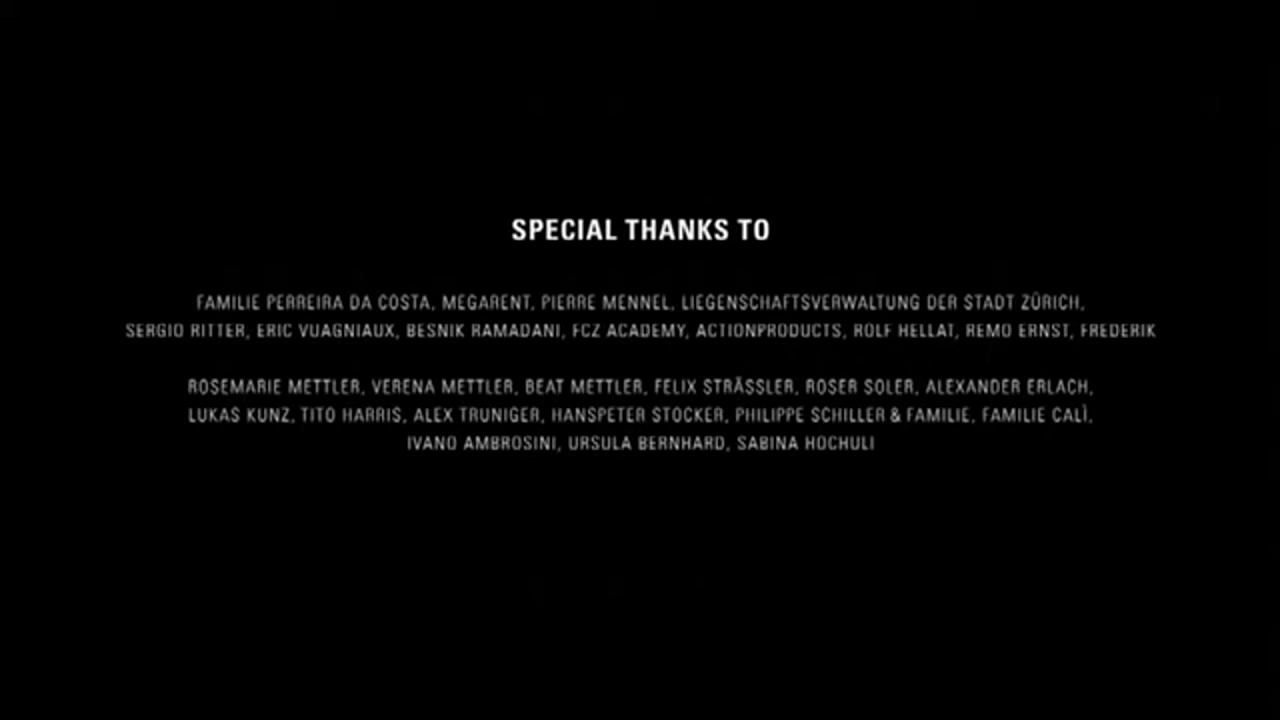 SPECIAL THANKS TO
FAMILIE PERREIRA DA COSTA, MEGARENT, PIERRE MENNEL, LIEGENSCHAFTSVERWALTUNG DER STADT ZÜRICH,
SERGIO RITTER, ERIC VUAGNIAUX, BESNIK RAMADANI, FCZ ACADEMY, ACTIONPRODUCTS, ROLF HELLAT, REMO ERNST, FREDERIK
ROSEMARIE METTLER, VERENA METTLER, BEAT METTLER, FELIX STRÄSSLER, ROSER SOLER, ALEXANDER ERLACH,
LUKAS KUNZ, TITO HARRIS, ALEX TRUNIGER, HANSPETER STOCKER, PHILIPPE SCHILLER & FAMILIE, FAMILIE CALÌ,
IVANO AMBROSINI, URSULA BERNHARD, SABINA HOCHULI